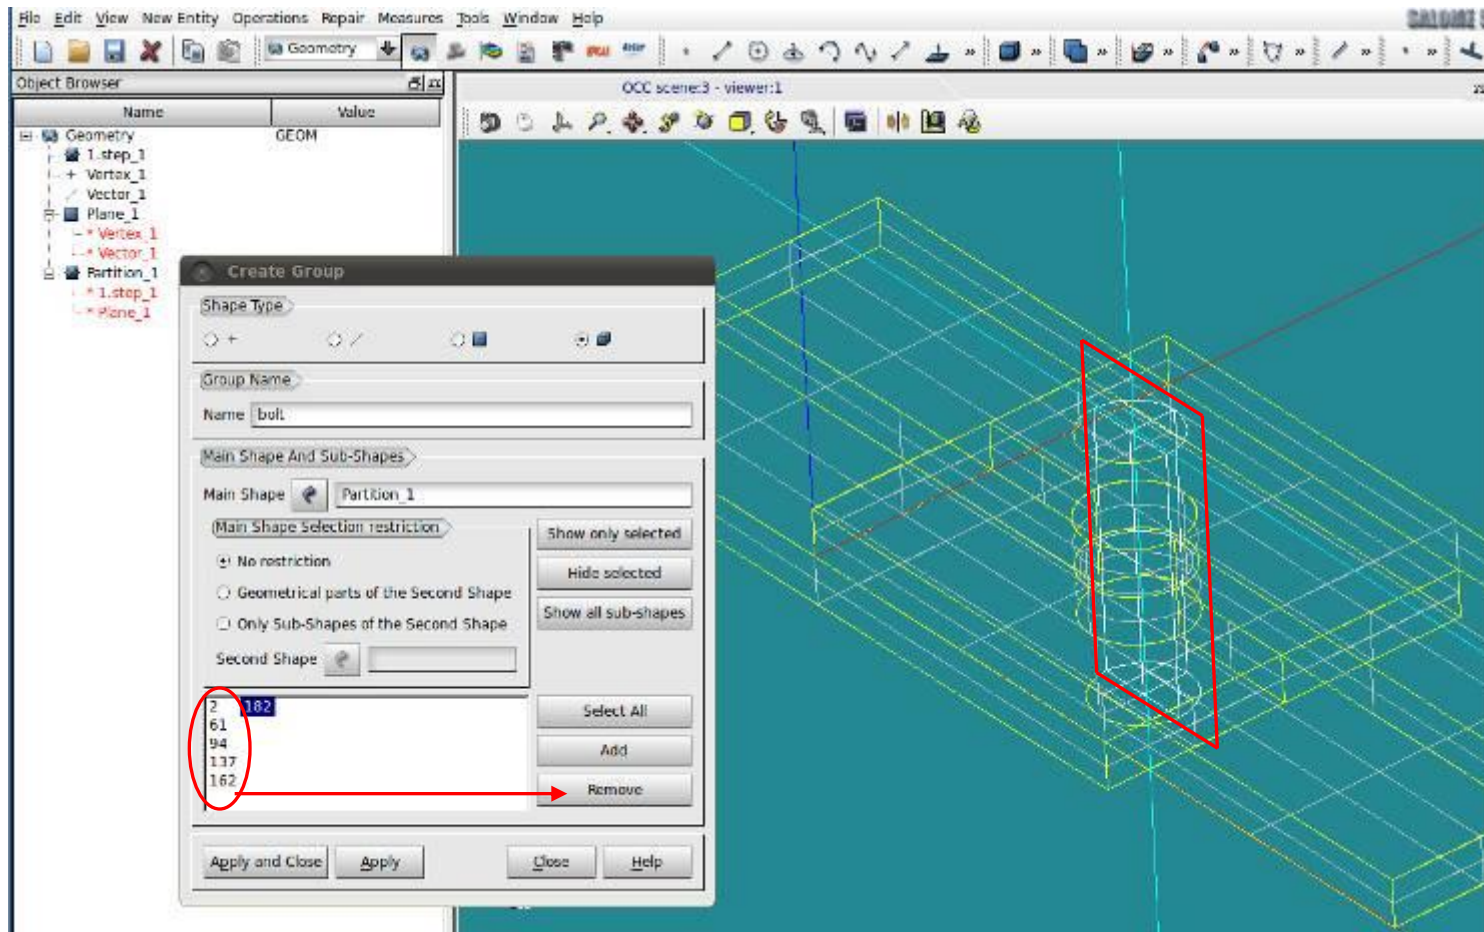 File Edit View New Entity Operations Repair Measures Tools Window Help
Geometry
Object Browser
OCC scene:3 - viewer:1
Name Value
Geometry GEOM
1.step_1
Vertex_1
Vector_1
Plane_1
* Vertex_1
* Vector_1
Partition_1
* 1.step_1
* Plane_1
Create Group
Shape Type
Group Name
Name bolt
Main Shape And Sub-Shapes
Main Shape Partition_1
Main Shape Selection restriction
No restriction
Geometrical parts of the Second Shape
Only Sub-Shapes of the Second Shape
Second Shape
Show only selected
Hide selected
Show all sub-shapes
2 182
61
94
137
162
Select All
Add
Remove
Apply and Close Apply Close Help